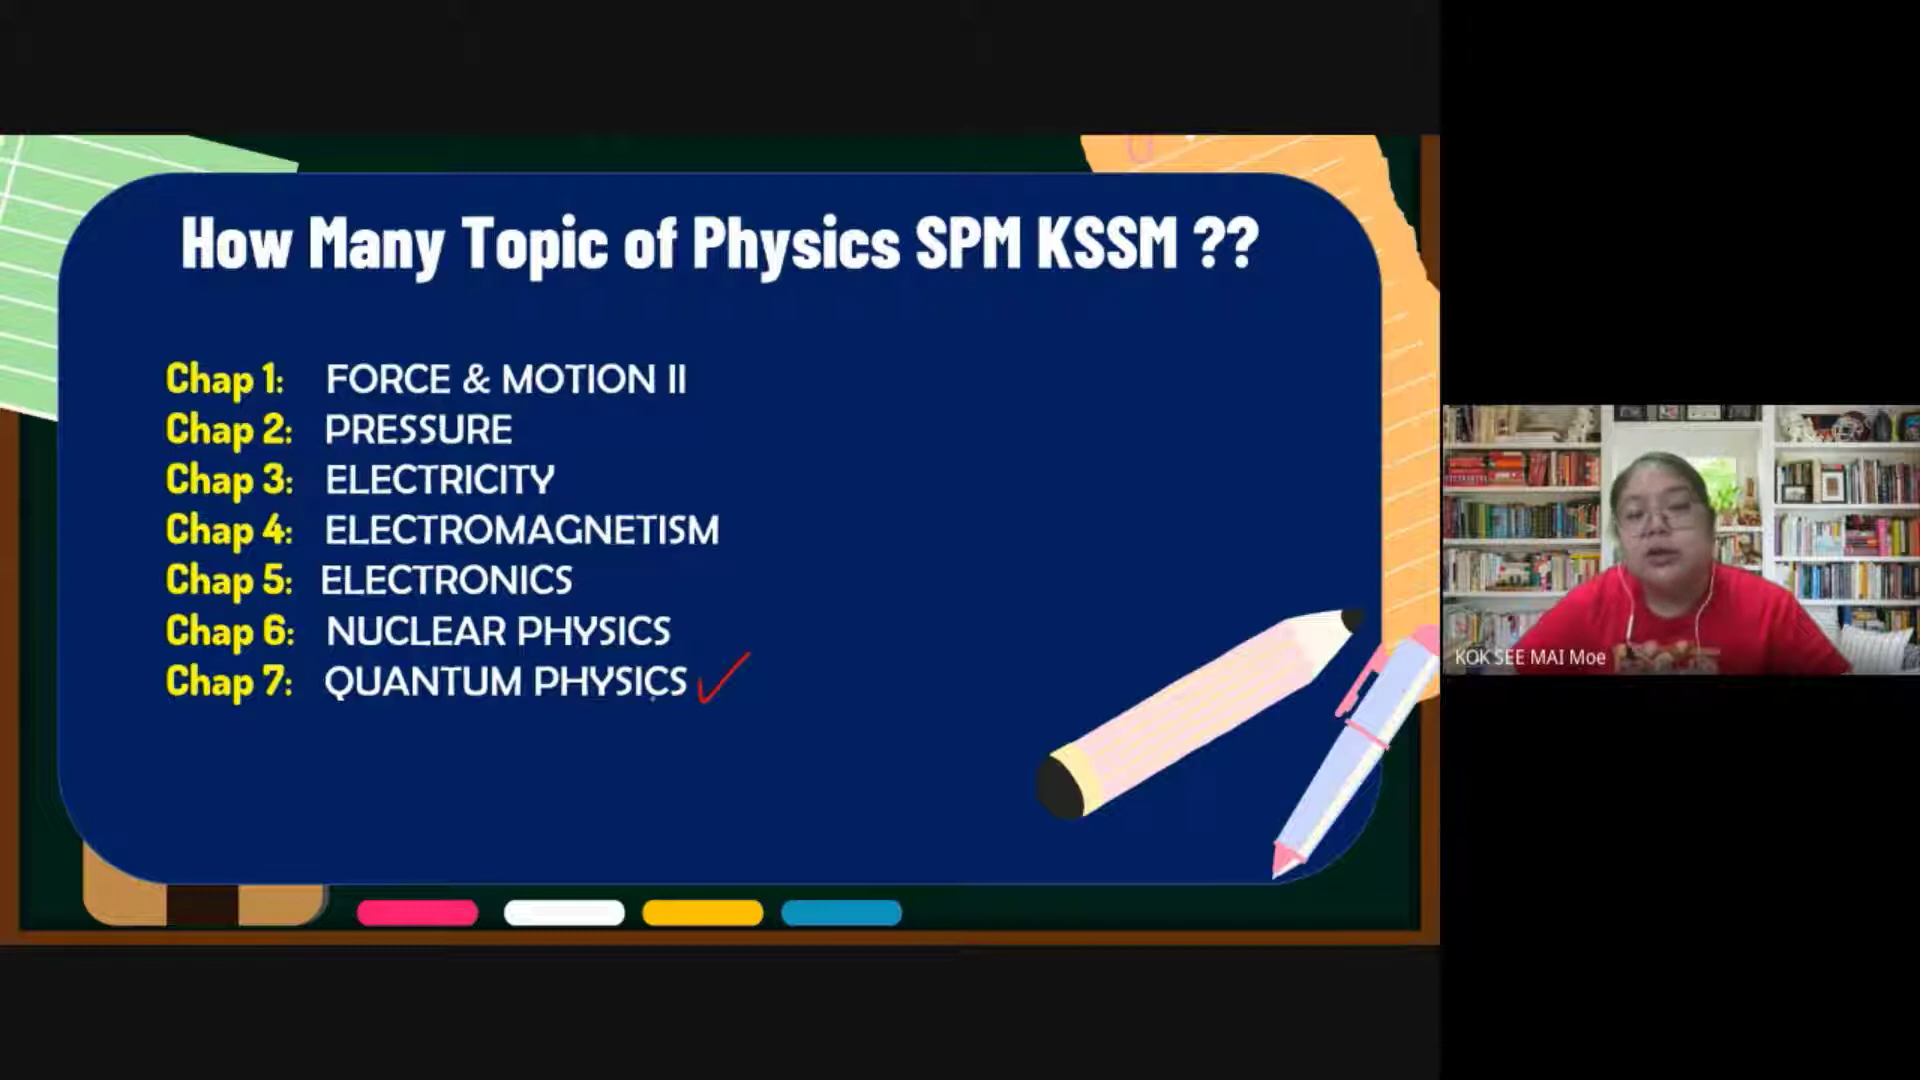 How Many Topic of Physics SPM KSSM ??
Chap 1: FORCE & MOTION II
Chap 2: PRESSURE
Chap 3: ELECTRICITY
Chap 4: ELECTROMAGNETISM
Chap 5: ELECTRONICS
Chap 6: NUCLEAR PHYSICS
Chap 7: QUANTUM PHYSICS
KOK SEE MAI Moe